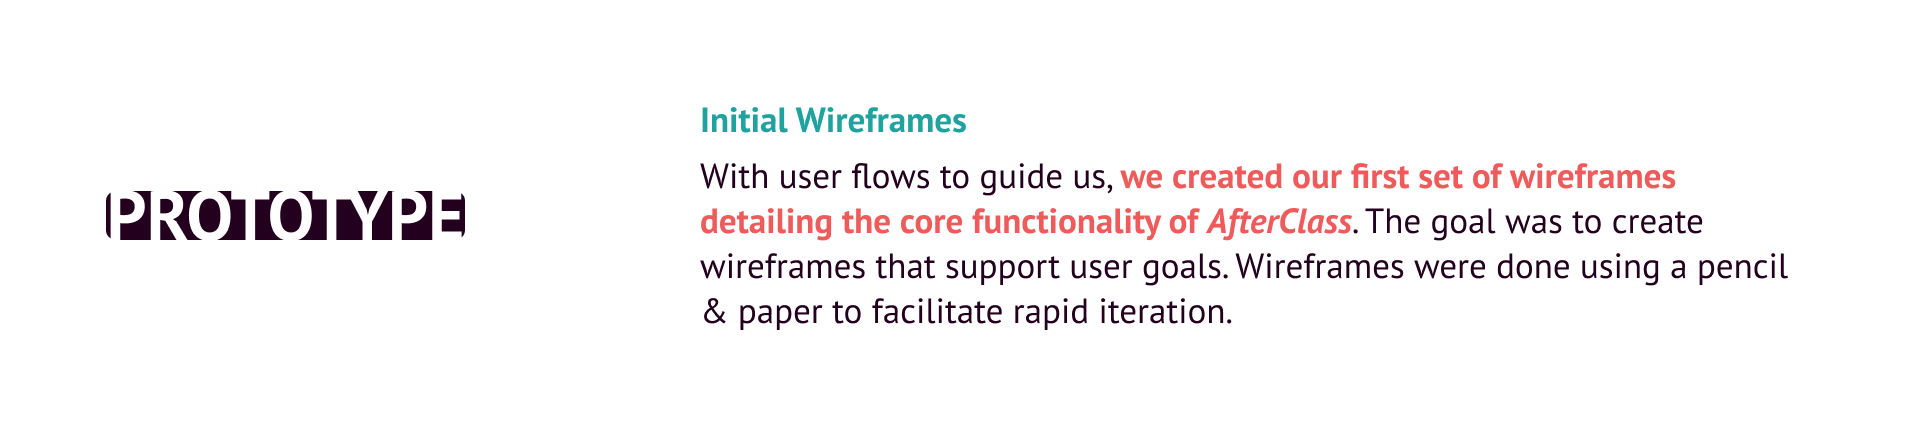 PROTOTYPE
Initial Wireframes
With user flows to guide us, we created our first set of wireframes
detailing the core functionality of AfterClass. The goal was to create
wireframes that support user goals. Wireframes were done using a pencil
& paper to facilitate rapid iteration.